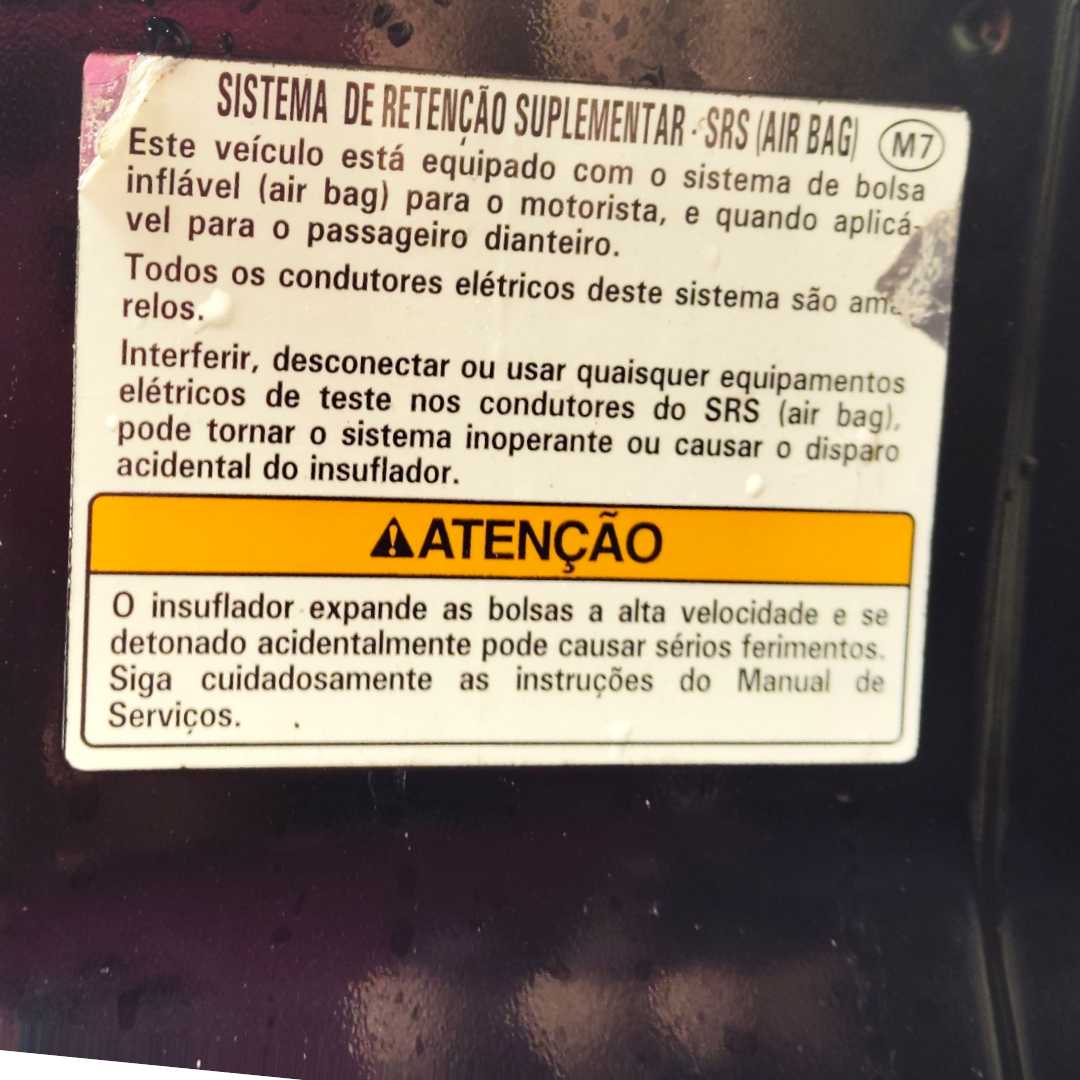 SISTEMA DE RETENÇÃO SUPLEMENTAR - SRS (AIR BAG) M7
Este veículo está equipado com o sistema de bolsa
inflável (air bag) para o motorista, e quando aplicá-
vel para o passageiro dianteiro.
Todos os condutores elétricos deste sistema são ama-
relos.
Interferir, desconectar ou usar quaisquer equipamentos
elétricos de teste nos condutores do SRS (air bag),
pode tornar o sistema inoperante ou causar o disparo
acidental do insuflador.
ATENÇÃO
O insuflador expande as bolsas a alta velocidade e se
detonado acidentalmente pode causar sérios ferimentos.
Siga cuidadosamente as instruções do Manual de
Serviços.